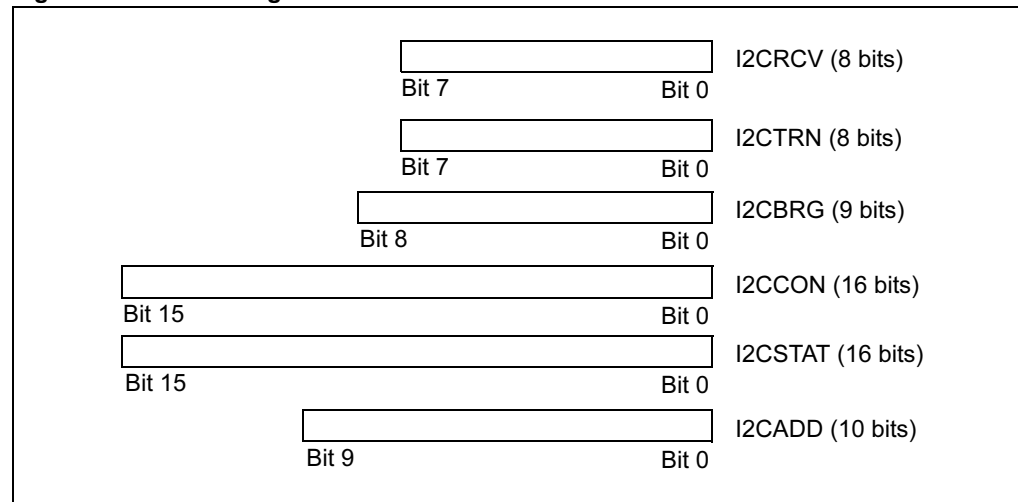 I2CRCV (8 bits)
Bit 7 Bit 0
I2CTRN (8 bits)
Bit 7 Bit 0
I2CBRG (9 bits)
Bit 8 Bit 0
I2CCON (16 bits)
Bit 15 Bit 0
I2CSTAT (16 bits)
Bit 15 Bit 0
I2CADD (10 bits)
Bit 9 Bit 0